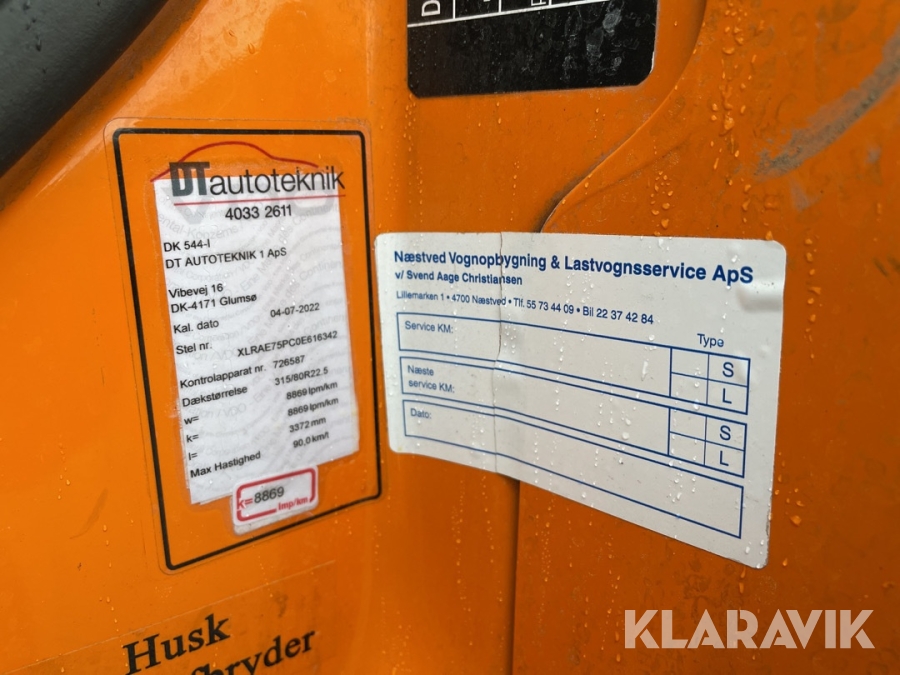 DTautoteknik
4033 2611
DK 544-I
DT AUTOTEKNIK 1 ApS
Vibevej 16
DK-4171 Glumsø
Kal. dato 04-07-2022
Stel nr. XLRAE75PC0E616342
Kontrolapparat nr. 726587
Dækstørrelse 315/80R22.5
w= 8869 lpm/km
k= 8869 lpm/km
l= 3372 mm
Max Hastighed 90,0 km/t
K=8869
Imp/km
Næstved Vognopbygning & Lastvognsservice ApS
v/ Svend Aage Christiansen
Lillemarken 1 • 4700 Næstved • Tlf. 55 73 44 09 • Bil 22 37 42 84
Type
Service KM:
S
L
Næste
service KM:
Dato:
S
L
Husk
KLARAVIK